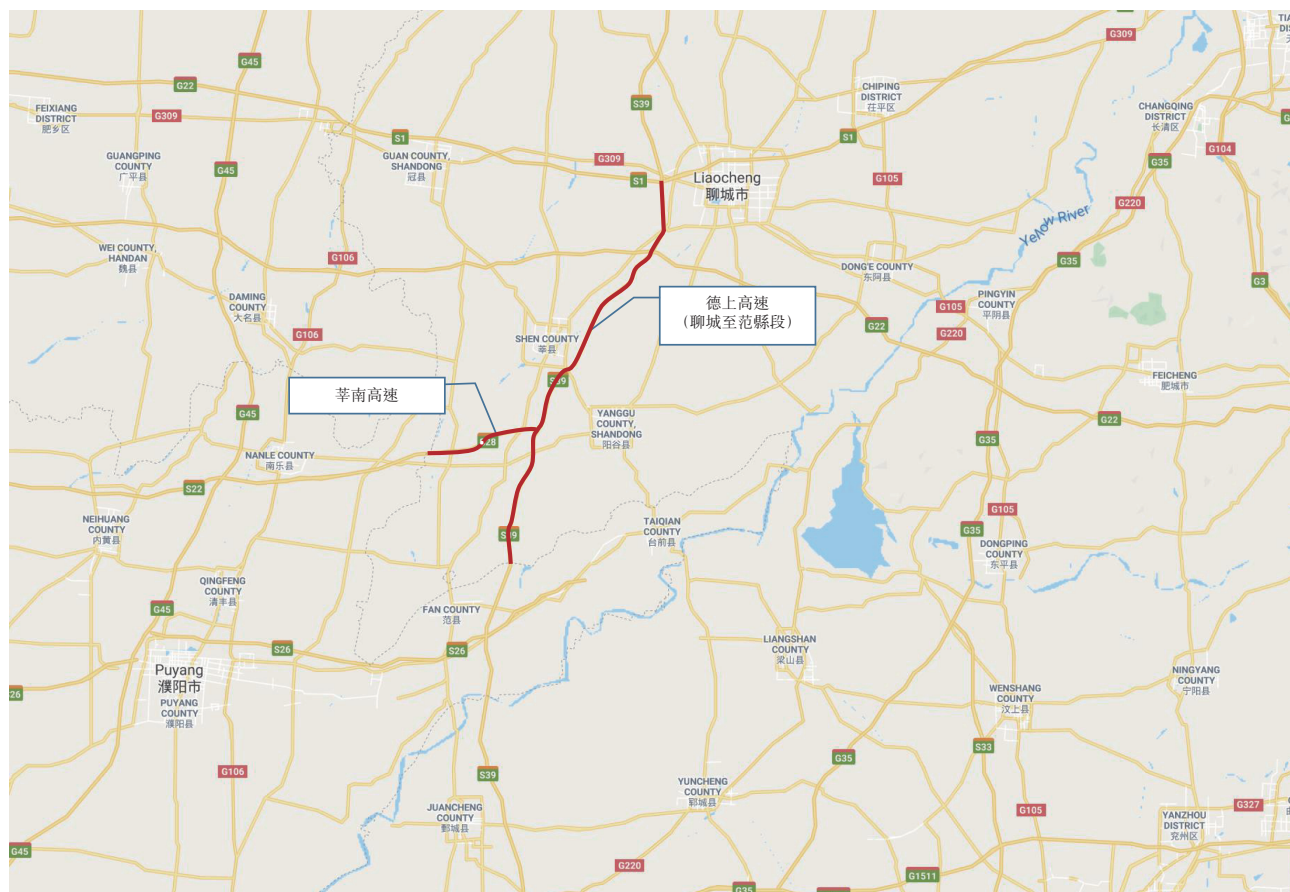 G309
TIA
DIS
G45
G22
S39
CHIPING
DISTRICT
茌平区
FEIXIANG
DISTRICT
肥乡区
G309
CHANGQING
DISTRICT
长清区
S1
S1
G104
GUANGPING
COUNTY
广平县
GUAN COUNTY,
SHANDONG
冠县
G309
G35
G45
S1
Liaocheng
聊城市
G105
G220
Yellow River
WEI COUNTY,
HANDAN
魏县
G106
DONG'E COUNTY
东阿县
G35
G3
DAMING
COUNTY
大名县
德上高速
(聊城至范縣段)
G105
PINGYIN
COUNTY
平阴县
G22
G220
G106
SHEN COUNTY
莘县
FEICHENG
肥城市
S39
莘南高速
G45
YANGGU
COUNTY,
SHANDONG
阳谷县
G22
G35
S28
NANLE COUNTY
南乐县
S22
G105
NEIHUANG
COUNTY
内黄县
TAIQIAN
COUNTY
台前县
G35
S39
DONGPING
COUNTY
东平县
QINGFENG
COUNTY
清丰县
G45
FAN COUNTY
范县
LIANGSHAN
COUNTY
梁山县
S26
S26
Puyang
濮阳市
PUYANG
COUNTY
濮阳县
NINGYANG
COUNTY
宁阳县
S26
WENSHANG
COUNTY
汶上县
S33
G35
G106
S39
YUNCHENG
COUNTY
郓城县
JUANCHENG
COUNTY
鄄城县
G105
G327
YANZHOU
DISTRICT
兖州区
G45
G220
G1511
G35